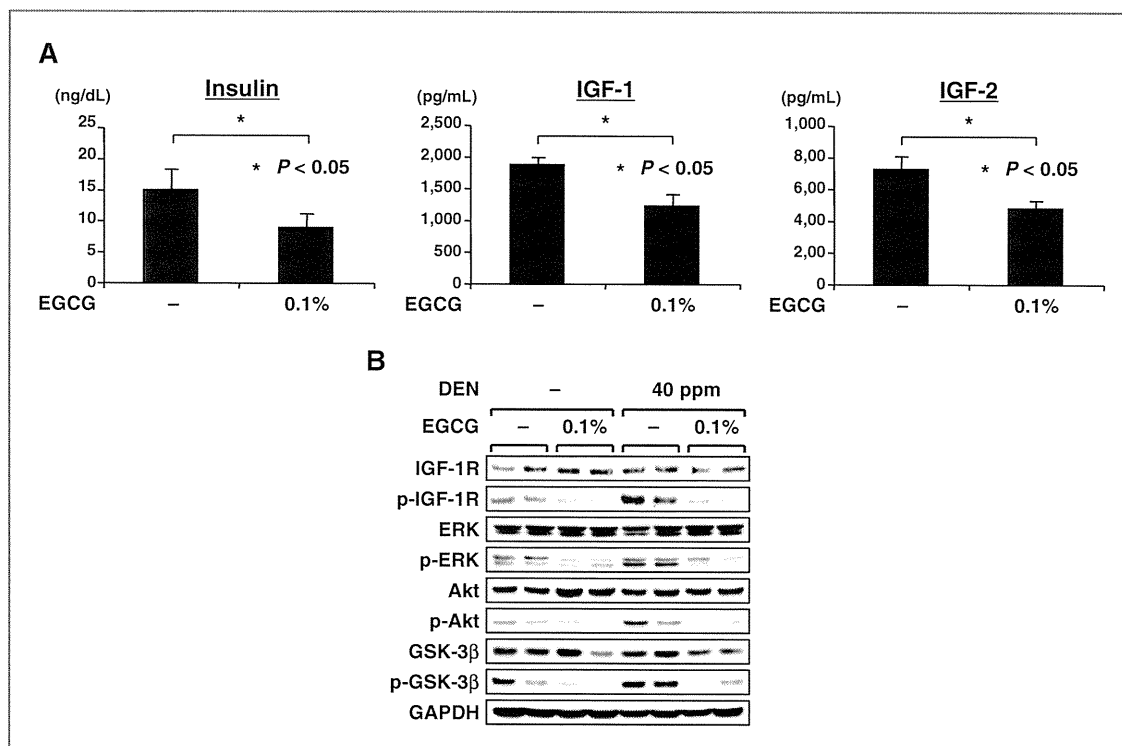 A
Insulin
(ng/dL)
25
20
15
10
5
0
*
* P < 0.05
EGCG – 0.1%
IGF-1
(pg/mL)
2,500
2,000
1,500
1,000
500
0
*
* P < 0.05
EGCG – 0.1%
IGF-2
(pg/mL)
1,000
8,00
6,00
4,00
2,00
0
*
* P < 0.05
EGCG – 0.1%
B
DEN – 40 ppm
EGCG – 0.1% – 0.1%
IGF-1R
p-IGF-1R
ERK
p-ERK
Akt
p-Akt
GSK-3β
p-GSK-3β
GAPDH